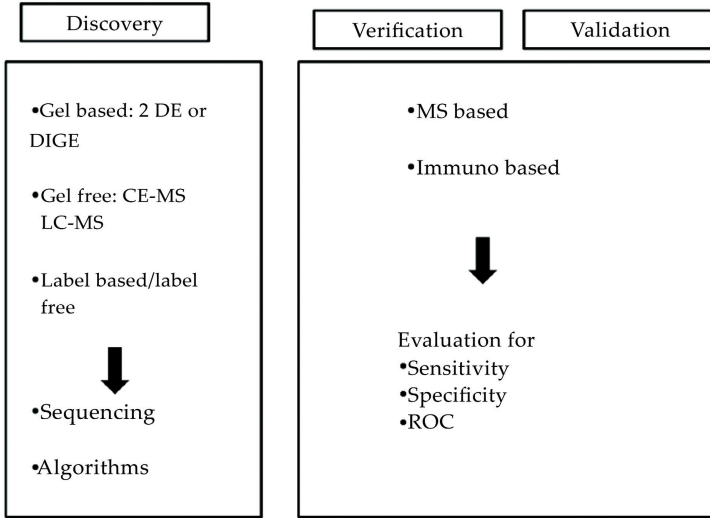 Discovery
•Gel based: 2 DE or
DIGE
•Gel free: CE-MS
LC-MS
•Label based/label
free
•Sequencing
•Algorithms
Verification
Validation
•MS based
•Immuno based
Evaluation for
•Sensitivity
•Specificity
•ROC